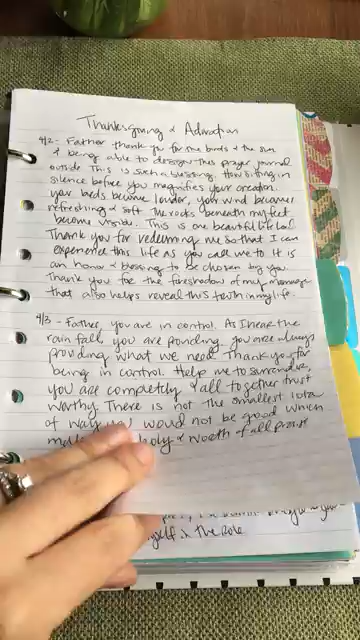 Thanksgiving & Adoration
4/2 - Father thank you for the birds & the sun
& being able to design this prayer journal
outside. This is such a blessing. How sitting in
silence before you magnifies your creation.
your birds become louder, your wind becomes
refreshing & soft. The rocks beneath my feet
become visible. This is one beautiful life Lord
Thank you for redeeming me so that I can
experience this life as you call me to. It is
an honor & blessing to be chosen by you.
Thank you for the foreshadow of my marriage
that also helps reveal this truth in my life.
4/3 - Father, you are in control. As I hear the
rain fall, you are providing. you are always
providing what we need. Thank you for
being in control. Help me to surrender,
you are completely & all together trust
worthy. There is not the smallest iota
of way you would not be good which
holy & worth of all praise
myself in the role